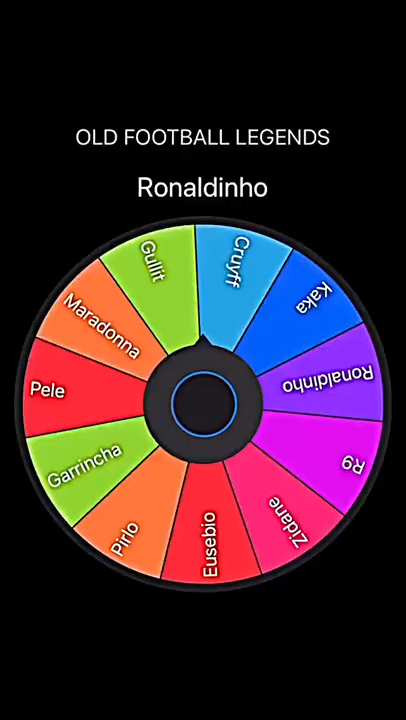 OLD FOOTBALL LEGENDS
Ronaldinho
Cruyff
Kaka
Ronaldinho
R9
Zidane
Eusebio
Pirlo
Garrincha
Pele
Maradonna
Gullit